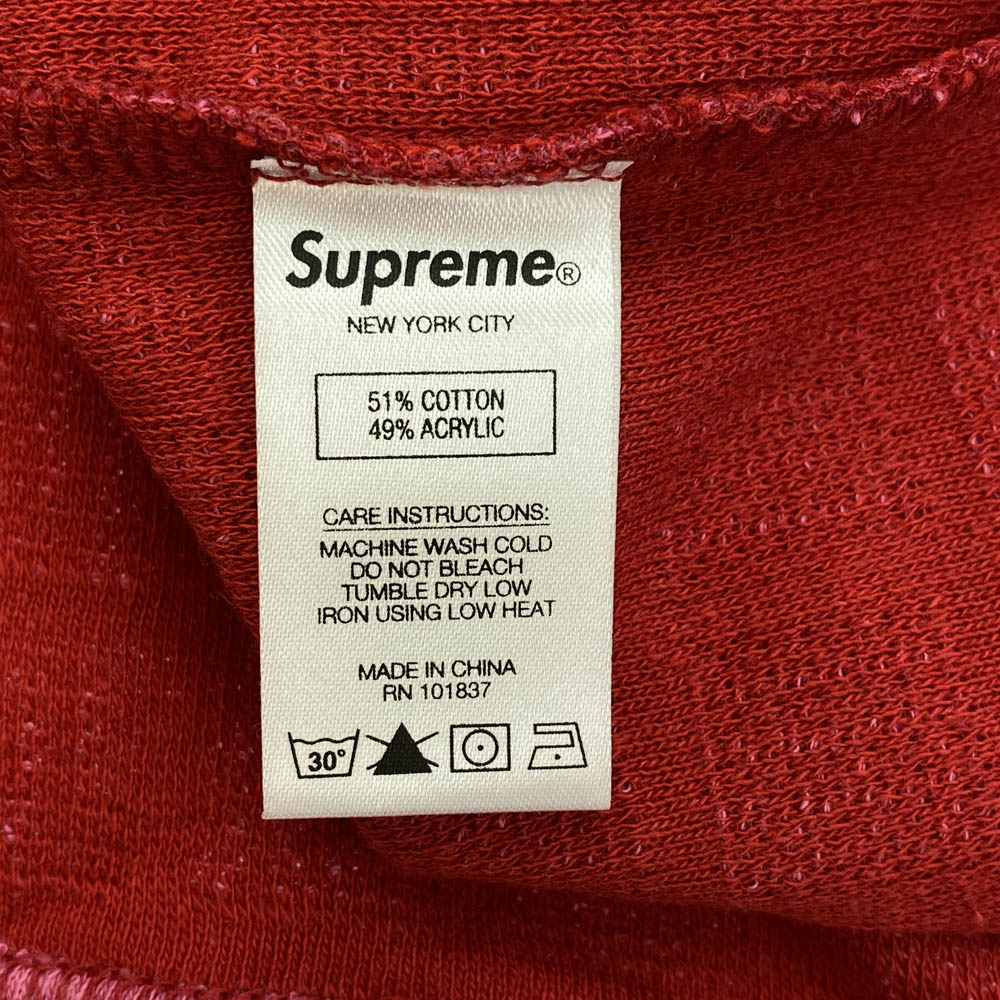 Supreme®
NEW YORK CITY
51% COTTON
49% ACRYLIC
CARE INSTRUCTIONS:
MACHINE WASH COLD
DO NOT BLEACH
TUMBLE DRY LOW
IRON USING LOW HEAT
MADE IN CHINA
RN 101837
30°